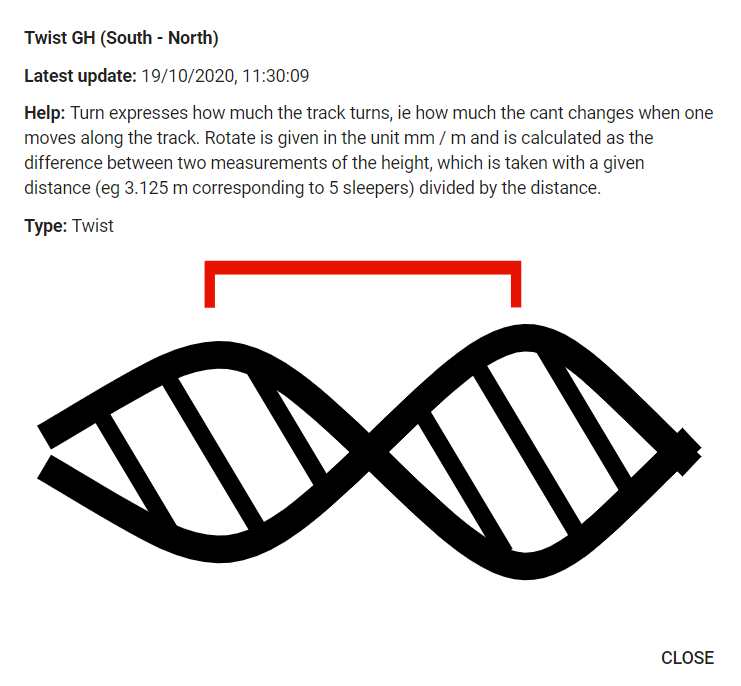 Twist GH (South - North)
Latest update: 19/10/2020, 11:30:09
Help: Turn expresses how much the track turns, ie how much the cant changes when one
moves along the track. Rotate is given in the unit mm / m and is calculated as the
difference between two measurements of the height, which is taken with a given
distance (eg 3.125 m corresponding to 5 sleepers) divided by the distance.
Type: Twist
CLOSE